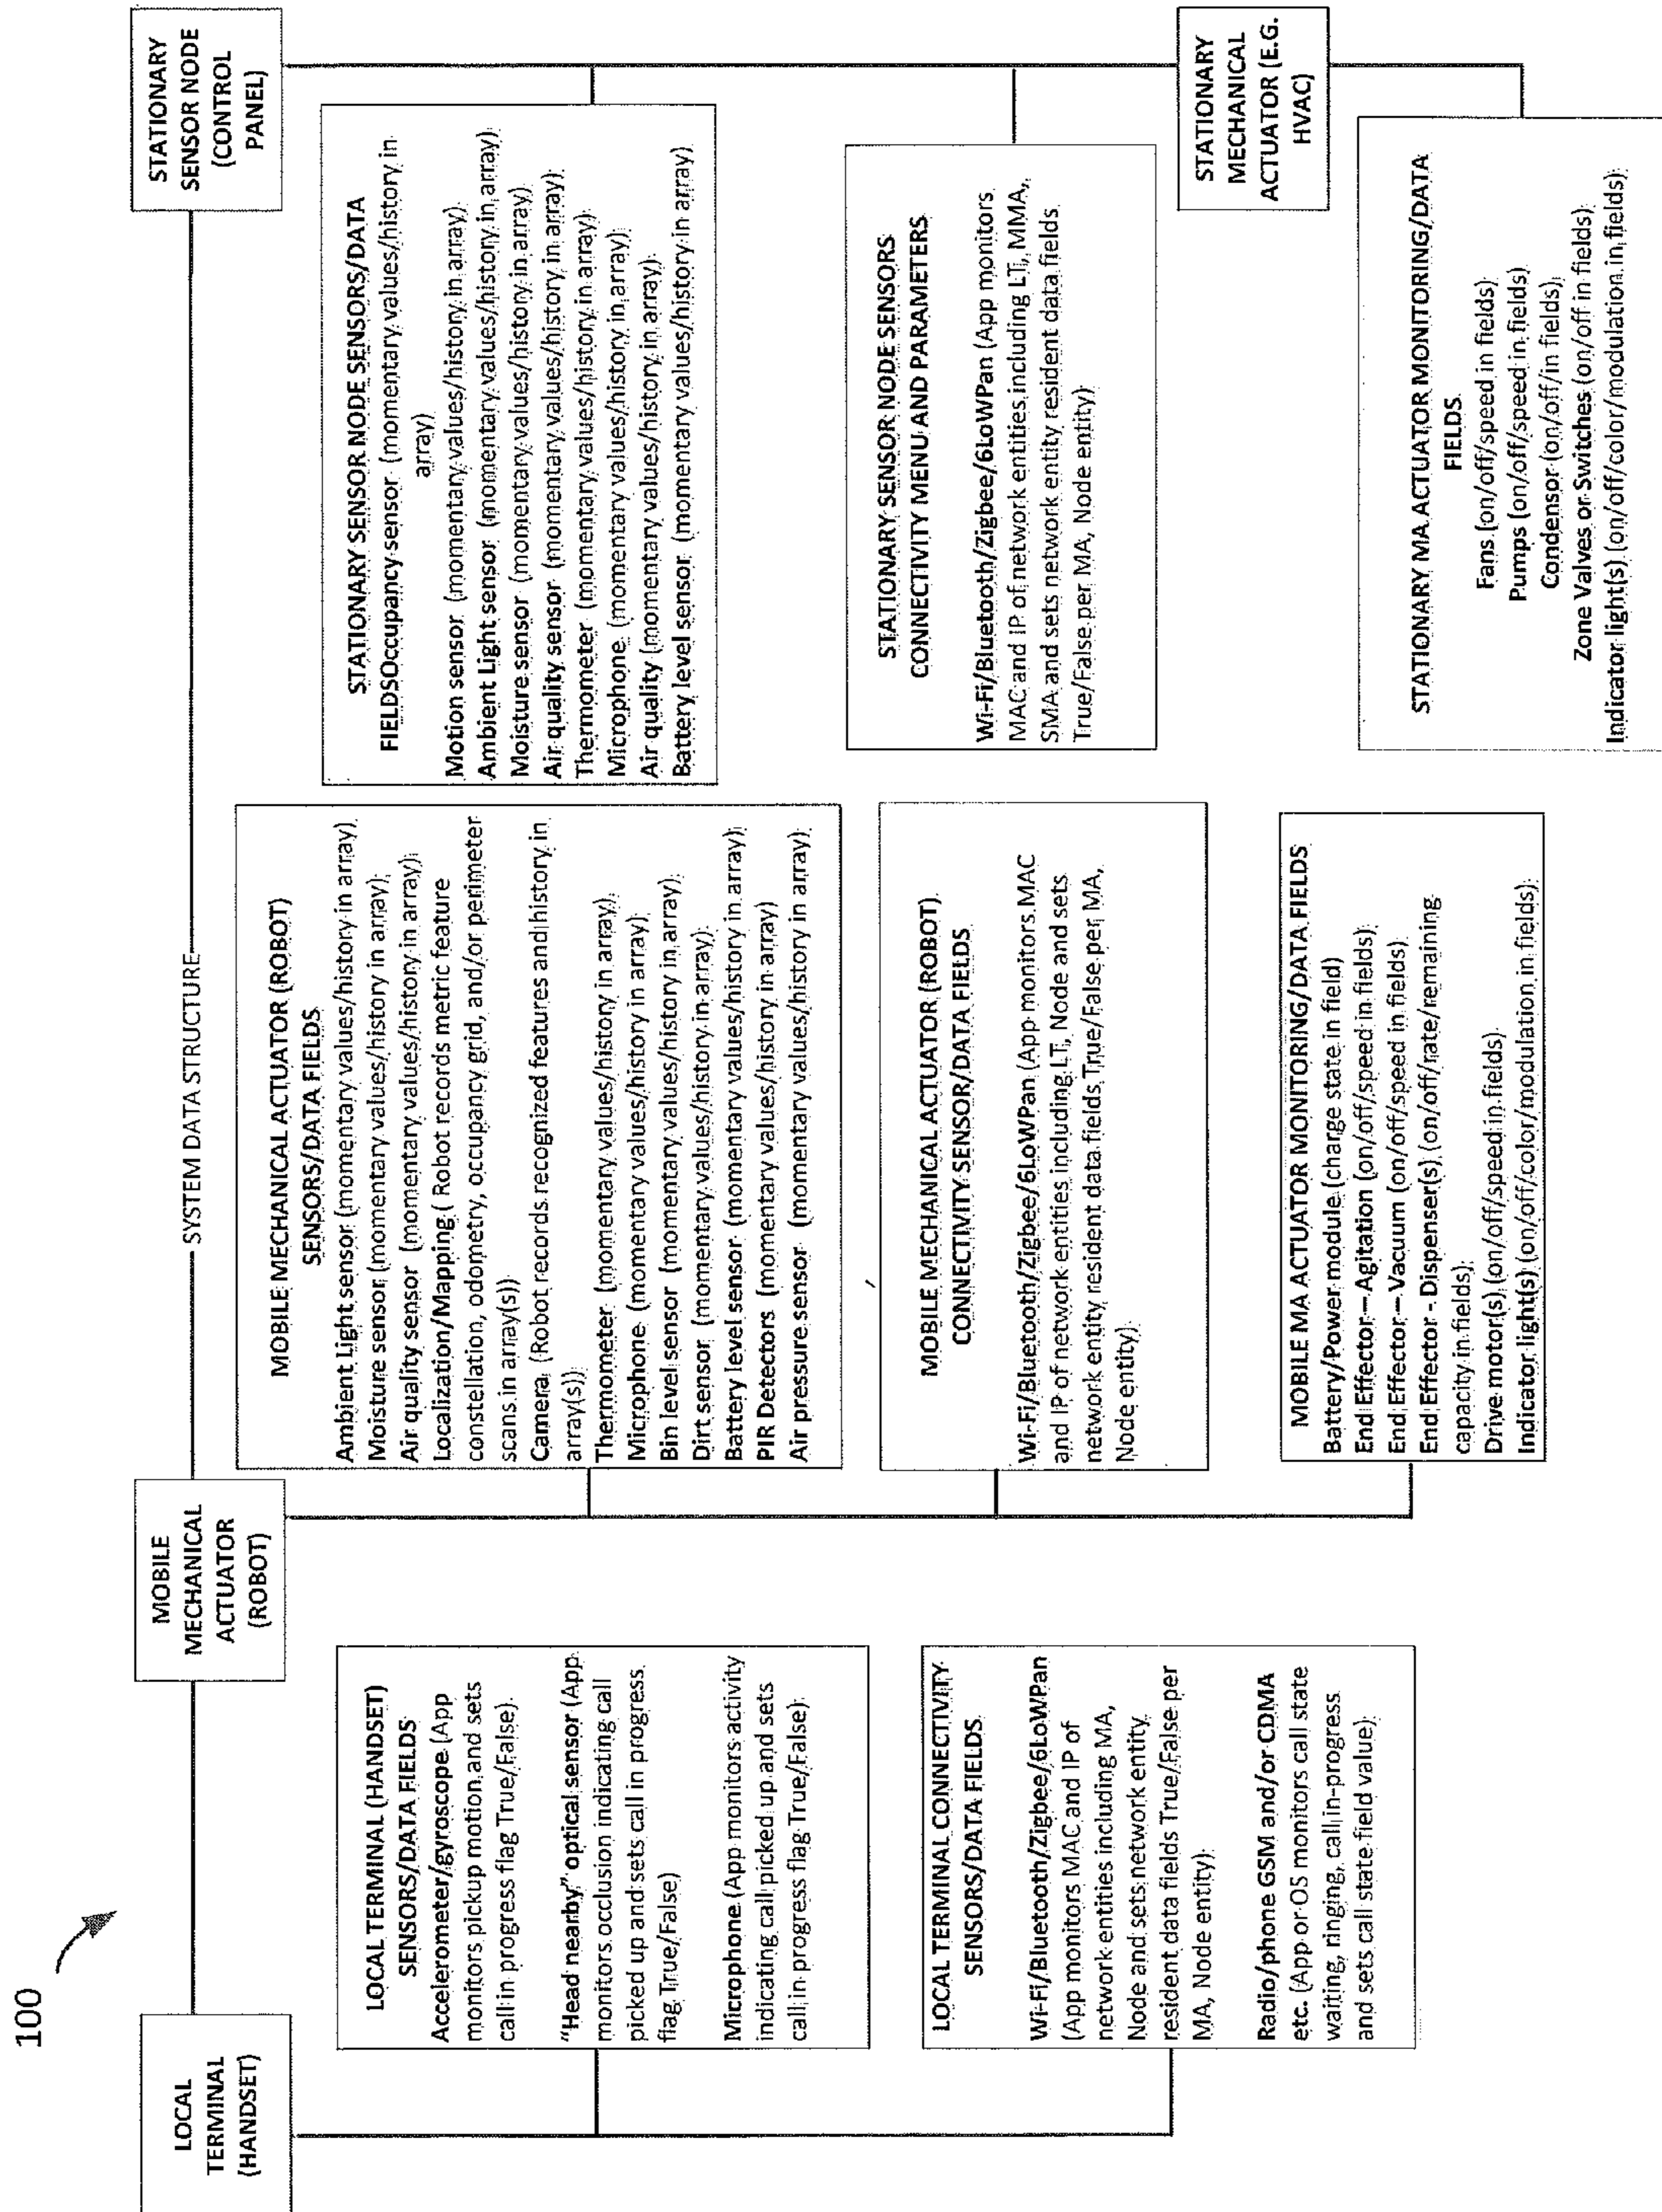 100
SYSTEM DATA STRUCTURE
LOCAL
TERMINAL
(HANDSET)
LOCAL TERMINAL (HANDSET)
SENSORS/DATA FIELDS
Accelerometer/gyroscope (App
monitors pickup motion and sets
call in progress flag True/False)
"Head nearby" optical sensor (App
monitors occlusion indicating call
picked up and sets call in progress
flag True/False)
Microphone (App monitors activity
indicating call picked up and sets
call in progress flag True/False)
LOCAL TERMINAL CONNECTIVITY
SENSORS/DATA FIELDS
Wi-Fi/Bluetooth/Zigbee/6LoWPan
(App monitors MAC and IP of
network entities including MA,
Node and sets network entity
resident data fields True/False per
MA, Node entity)
Radio/phone GSM and/or CDMA
etc. (App or OS monitors call state
waiting, ringing, call in-progress
and sets call state field value)
MOBILE
MECHANICAL
ACTUATOR
(ROBOT)
MOBILE MECHANICAL ACTUATOR (ROBOT)
SENSORS/DATA FIELDS
Ambient Light sensor (momentary values/history in array)
Moisture sensor (momentary values/history in array)
Air quality sensor (momentary values/history in array)
Localization/Mapping ( Robot records metric feature
constellation, odometry, occupancy grid, and/or perimeter
scans in array(s))
Camera (Robot records recognized features and history in
array(s))
Thermometer (momentary values/history in array)
Microphone (momentary values/history in array)
Bin level sensor (momentary values/history in array)
Dirt sensor (momentary values/history in array)
Battery level sensor (momentary values/history in array)
PIR Detectors (momentary values/history in array)
Air pressure sensor (momentary values/history in array)
MOBILE MECHANICAL ACTUATOR (ROBOT)
CONNECTIVITY SENSOR/DATA FIELDS
Wi-Fi/Bluetooth/Zigbee/6LoWPan (App monitors MAC
and IP of network entities including LT, Node and sets
network entity resident data fields True/False per MA,
Node entity)
MOBILE MA ACTUATOR MONITORING/DATA FIELDS
Battery/Power module (charge state in field)
End Effector — Agitation (on/off/speed in fields)
End Effector — Vacuum (on/off/speed in fields)
End Effector - Dispenser(s) (on/off/rate/remaining
capacity in fields)
Drive motor(s) (on/off/speed in fields)
Indicator light(s) (on/off/color/modulation in fields)
STATIONARY
SENSOR NODE
(CONTROL
PANEL)
STATIONARY SENSOR NODE SENSORS/DATA
FIELDSOccupancy sensor (momentary values/history in
array)
Motion sensor (momentary values/history in array)
Ambient Light sensor (momentary values/history in array)
Moisture sensor (momentary values/history in array)
Air quality sensor (momentary values/history in array)
Thermometer (momentary values/history in array)
Microphone (momentary values/history in array)
Air quality (momentary values/history in array)
Battery level sensor (momentary values/history in array)
STATIONARY SENSOR NODE SENSORS
CONNECTIVITY MENU AND PARAMETERS
Wi-Fi/Bluetooth/Zigbee/6LoWPan (App monitors
MAC and IP of network entities including LT, MMA,
SMA and sets network entity resident data fields
True/False per MA, Node entity)
STATIONARY
MECHANICAL
ACTUATOR (E.G.
HVAC)
STATIONARY MA ACTUATOR MONITORING/DATA
FIELDS
Fans (on/off/speed in fields)
Pumps (on/off/speed in fields)
Condensor (on/off/in fields)
Zone Valves or Switches (on/off in fields)
Indicator light(s) (on/off/color/modulation in fields)